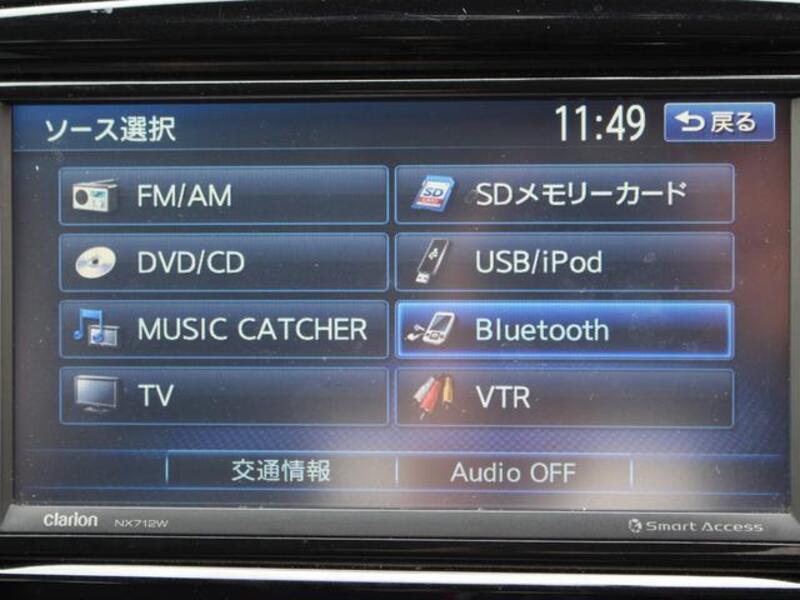 ソース選択 11:49 戻る
FM/AM SDメモリーカード
SD
DVD/CD USB/iPod
MUSIC CATCHER Bluetooth
TV VTR
交通情報 Audio OFF
clarion NX712W Smart Access